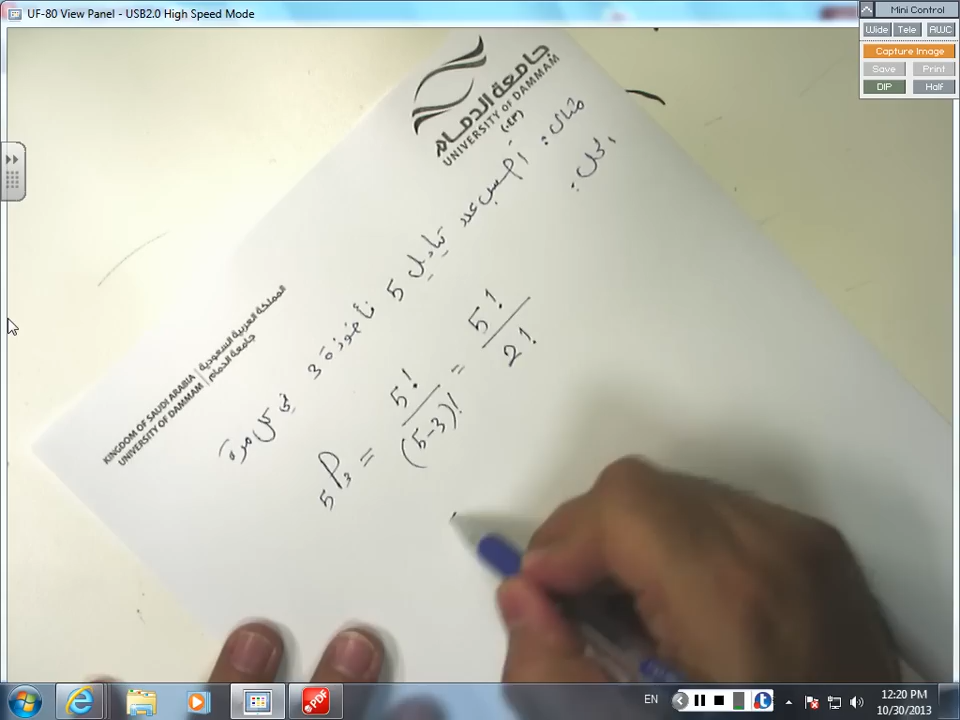 UF-80 View Panel - USB2.0 High Speed Mode
Mini Control
Wide Tele AWC
Capture Image
Save Print
DIP Half
جامعة الدمام
UNIVERSITY OF DAMMAM
(٠٤٣)
المملكة العربية السعودية
جامعة الدمام
KINGDOM OF SAUDI ARABIA
UNIVERSITY OF DAMMAM
مثال: أحسب عدد تباديل 5 مأخوذة 3 في كل مرة
الحل:
₅P₃ = 5!/(5-3)! = 5!/2!
PDF
EN
12:20 PM
10/30/2013